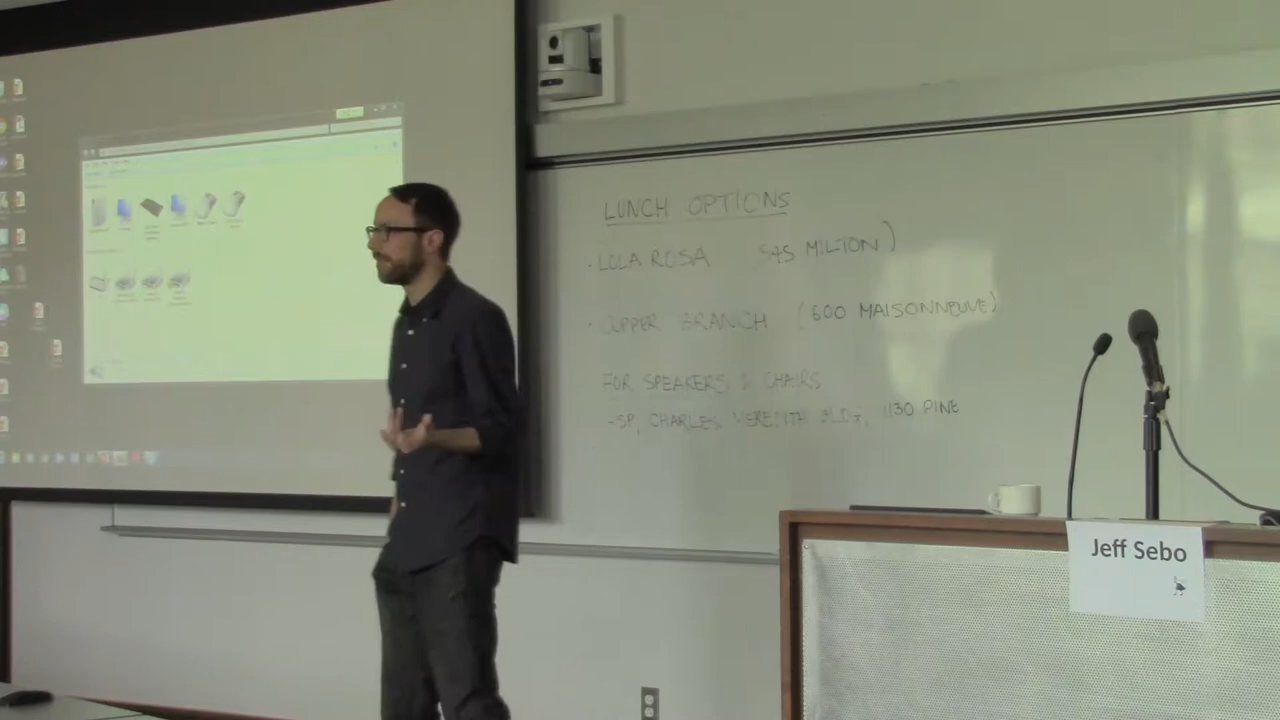 LUNCH OPTIONS
· LOLA ROSA 545 MILTON)
· COPPER BRANCH (600 MAISONNEUVE)
FOR SPEAKERS & CHAIRS
-SP, CHARLES MEREDITH BLDG, 1130 PINE
Jeff Sebo